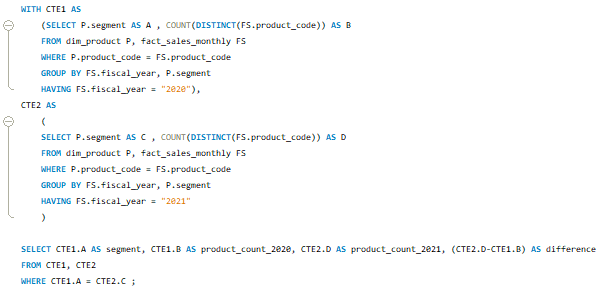 WITH CTE1 AS
(SELECT P.segment AS A , COUNT(DISTINCT(FS.product_code)) AS B
FROM dim_product P, fact_sales_monthly FS
WHERE P.product_code = FS.product_code
GROUP BY FS.fiscal_year, P.segment
HAVING FS.fiscal_year = "2020"),
CTE2 AS
(
SELECT P.segment AS C , COUNT(DISTINCT(FS.product_code)) AS D
FROM dim_product P, fact_sales_monthly FS
WHERE P.product_code = FS.product_code
GROUP BY FS.fiscal_year, P.segment
HAVING FS.fiscal_year = "2021"
)
SELECT CTE1.A AS segment, CTE1.B AS product_count_2020, CTE2.D AS product_count_2021, (CTE2.D-CTE1.B) AS difference
FROM CTE1, CTE2
WHERE CTE1.A = CTE2.C ;